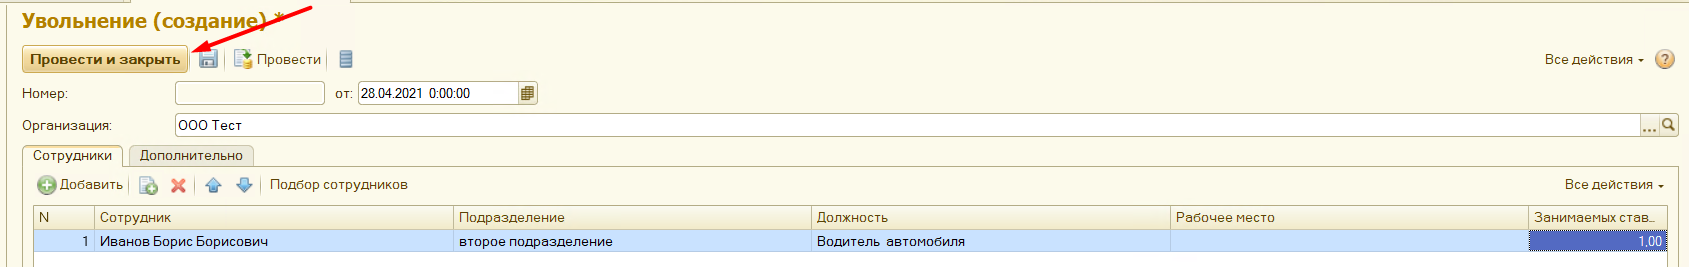 Увольнение (создание) *
Провести и закрыть Провести Все действия ?
Номер: от: 28.04.2021 0:00:00
Организация: ООО Тест ...
Сотрудники Дополнительно
Добавить Подбор сотрудников Все действия
N Сотрудник Подразделение Должность Рабочее место Занимаемых став...
1 Иванов Борис Борисович второе подразделение Водитель автомобиля 1,00